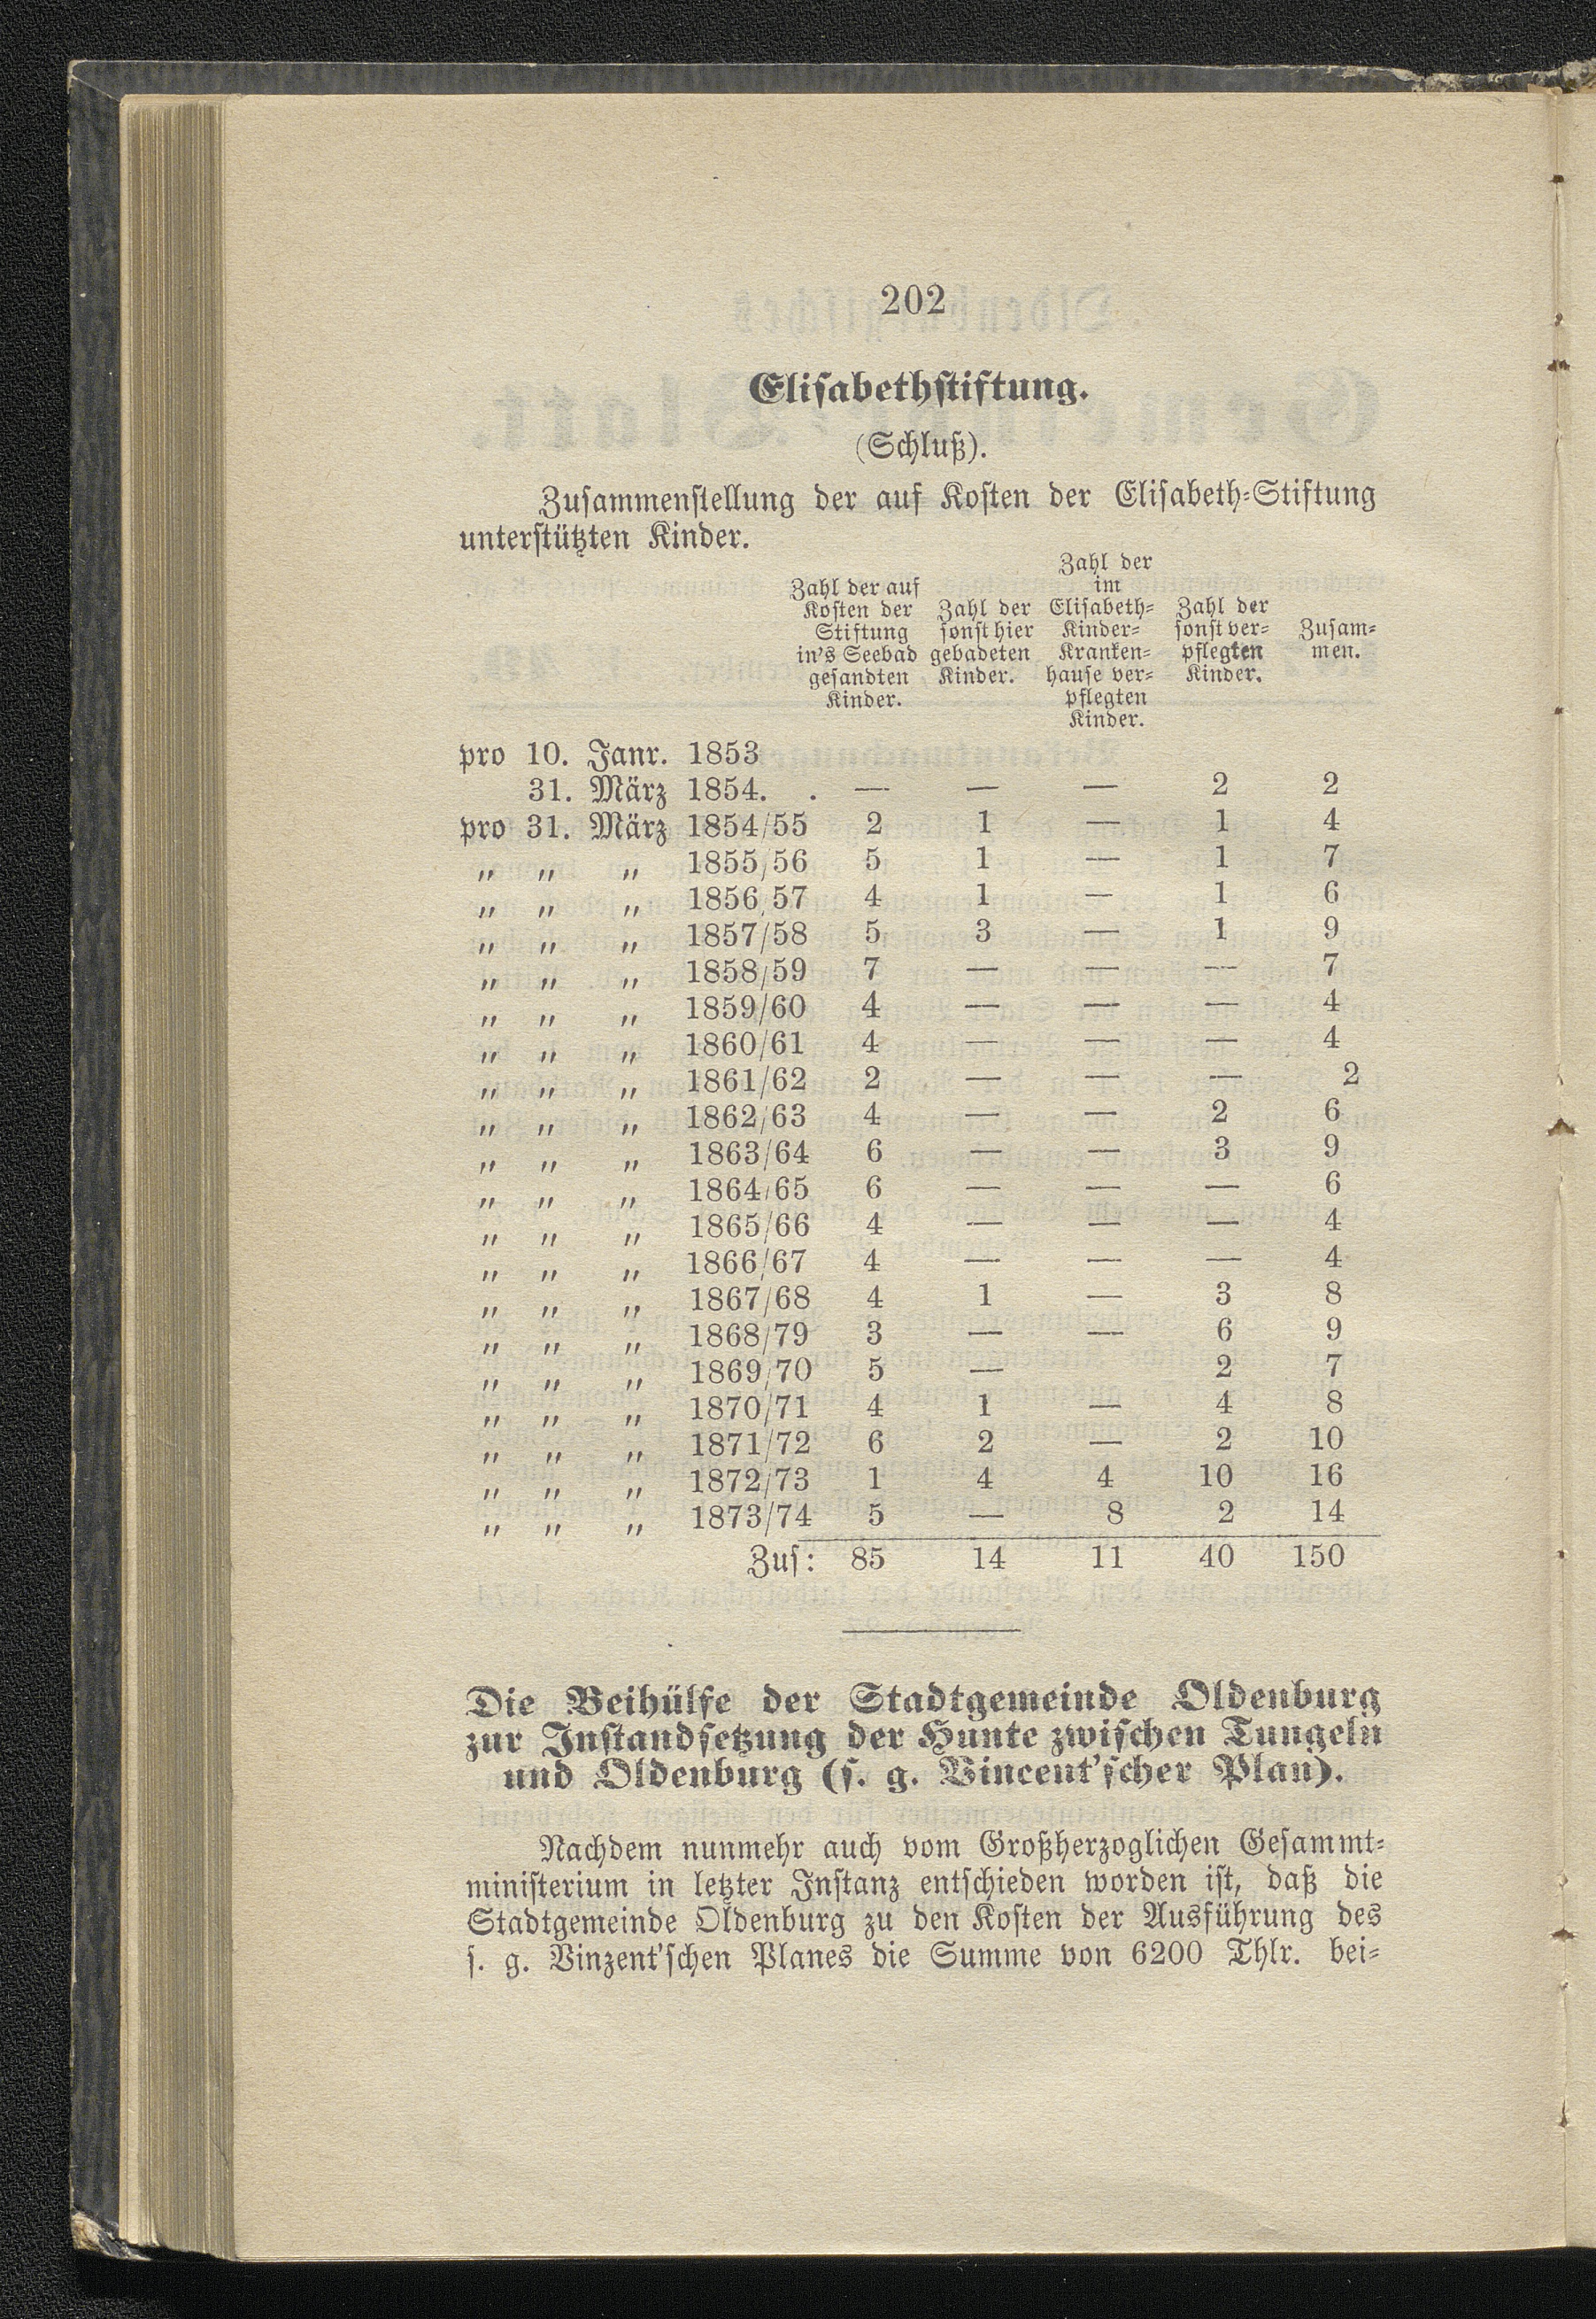 202
Elisabethstiftung.
(Schluß).
Zusammenstellung der auf Kosten der Elisabeth-Stiftung
unterstützten Kinder.
Zahl der auf Kosten der Stiftung in's Seebad gesandten Kinder. Zahl der sonst hier gebadeten Kinder. Zahl der im Elisabeth-Kinder-Kranken-hause ver-pflegten Kinder. Zahl der sonst ver-pflegten Kinder. Zusam-men.
pro 10. Janr. 1853
31. März 1854. . — — — 2 2
pro 31. März 1854/55 2 1 — 1 4
„ „ „ 1855/56 5 1 — 1 7
„ „ „ 1856/57 4 1 — 1 6
„ „ „ 1857/58 5 3 — 1 9
„ „ „ 1858/59 7 — — — 7
„ „ „ 1859/60 4 — — — 4
„ „ „ 1860/61 4 — — — 4
„ „ „ 1861/62 2 — — — 2
„ „ „ 1862/63 4 — — 2 6
„ „ „ 1863/64 6 — — 3 9
„ „ „ 1864/65 6 — — — 6
„ „ „ 1865/66 4 — — — 4
„ „ „ 1866/67 4 — — — 4
„ „ „ 1867/68 4 1 — 3 8
„ „ „ 1868/79 3 — — 6 9
„ „ „ 1869/70 5 — 2 7
„ „ „ 1870/71 4 1 — 4 8
„ „ „ 1871/72 6 2 — 2 10
„ „ „ 1872/73 1 4 4 10 16
„ „ „ 1873/74 5 — 8 2 14
Zus: 85 14 11 40 150
Die Beihülfe der Stadtgemeinde Oldenburg
zur Instandsetzung der Hunte zwischen Tungeln
und Oldenburg (s. g. Vincent'scher Plan).
Nachdem nunmehr auch vom Großherzoglichen Gesammt-
ministerium in letzter Instanz entschieden worden ist, daß die
Stadtgemeinde Oldenburg zu den Kosten der Ausführung des
s. g. Vinzent'schen Planes die Summe von 6200 Thlr. bei-